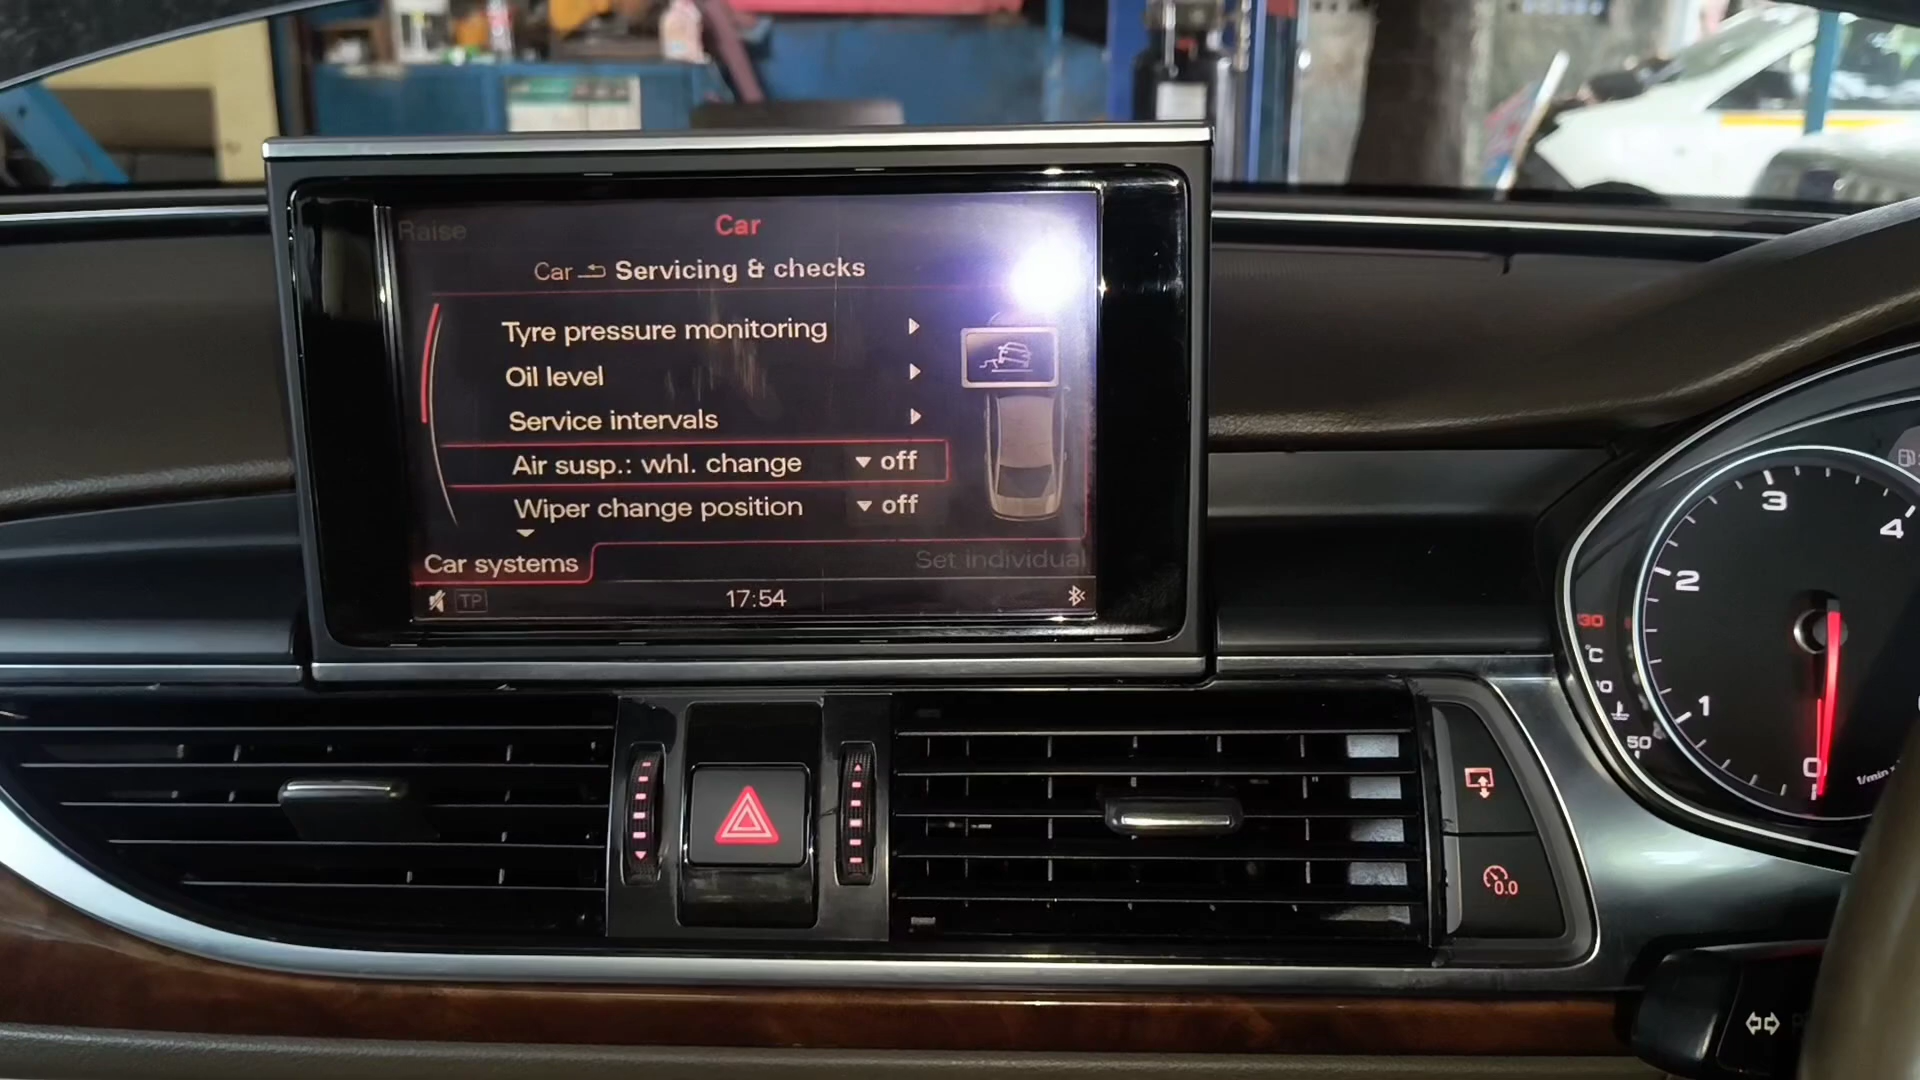 Raise
Car
Car Servicing & checks
Tyre pressure monitoring
Oil level
Service intervals
Air susp.: whl. change off
Wiper change position off
Car systems
Set individual
TP
17:54
3
4
2
1
0
1/min x
°C
50
0.0